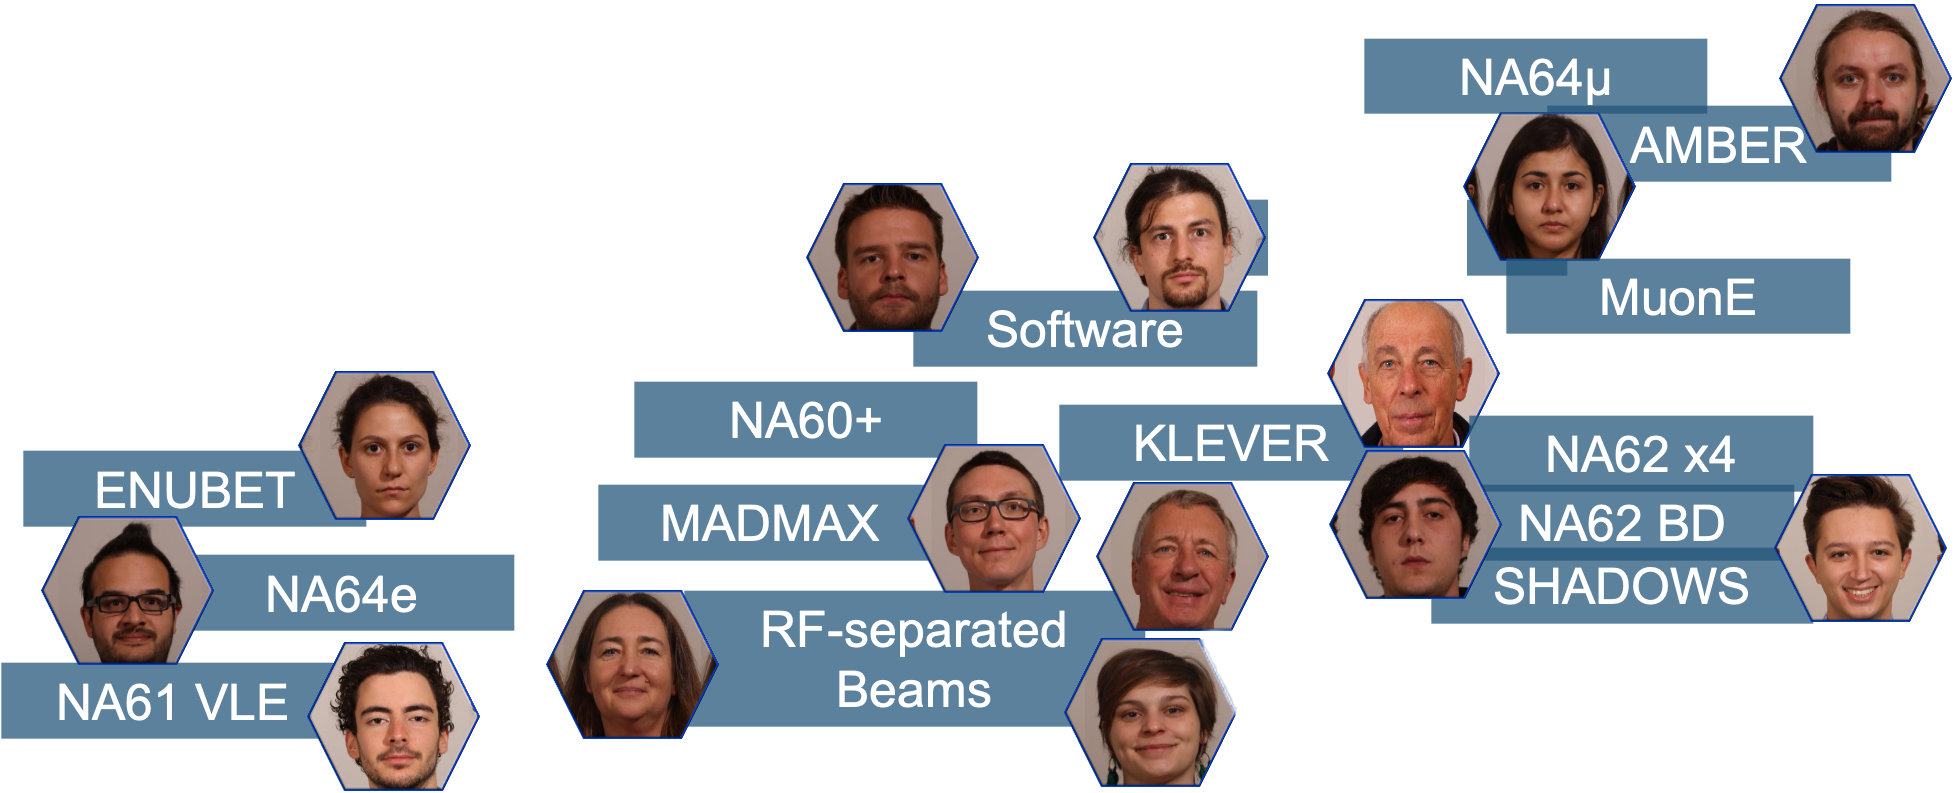 NA64µ
AMBER
MuonE
Software
NA60+
KLEVER
NA62 x4
ENUBET
MADMAX
NA62 BD
NA64e
SHADOWS
RF-separated
Beams
NA61 VLE